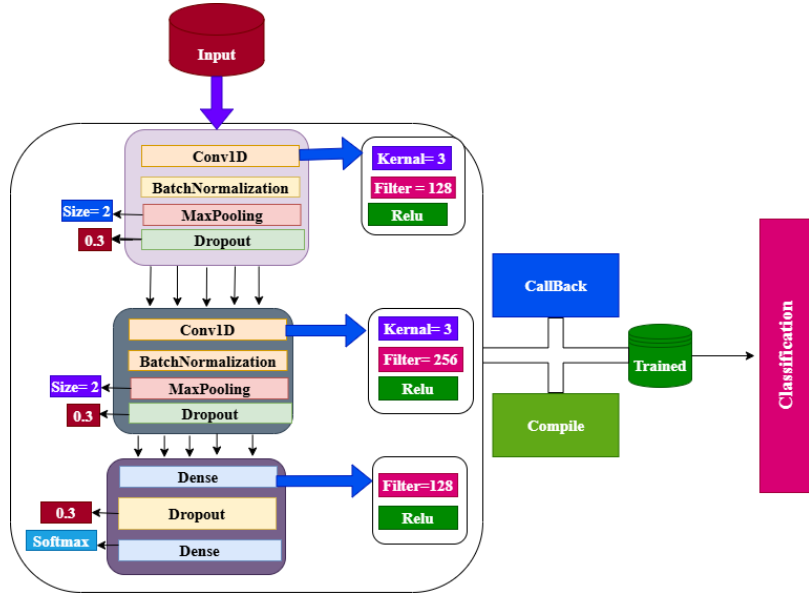 Input
Conv1D
BatchNormalization
MaxPooling
Dropout
Size= 2
0.3
Kernal= 3
Filter = 128
Relu
Conv1D
BatchNormalization
MaxPooling
Dropout
Size= 2
0.3
Kernal= 3
Filter= 256
Relu
Dense
Dropout
Dense
0.3
Softmax
Filter=128
Relu
CallBack
Compile
Trained
Classification